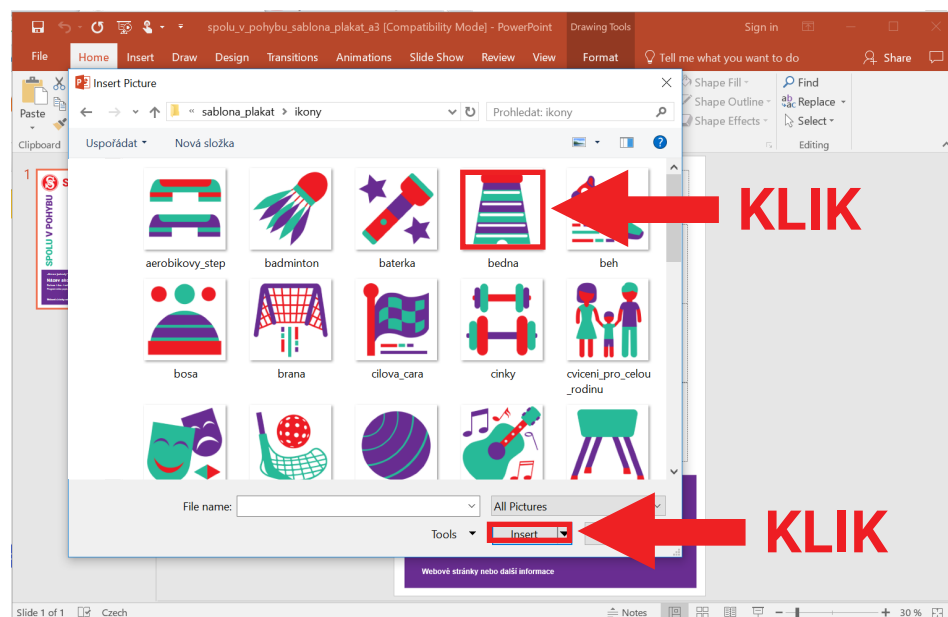 spolu_v_pohybu_sablona_plakat_a3 [Compatibility Mode] - PowerPoint
Drawing Tools
Sign in
File Home Insert Draw Design Transitions Animations Slide Show Review View Format Tell me what you want to do Share
Insert Picture
Shape Fill
Find
Shape Outline
Replace
Paste
sablona_plakat > ikony
Prohledat: ikony
Shape Effects
Select
Clipboard
Uspořádat
Nová složka
Editing
1
SPOLU V POHYBU
KLIK
aerobikovy_step
badminton
baterka
bedna
beh
bosa
brana
cilova_cara
cinky
cviceni_pro_celou
_rodinu
File name:
All Pictures
Tools
Insert
KLIK
Webové stránky nebo další informace
Slide 1 of 1
Czech
Notes
30 %